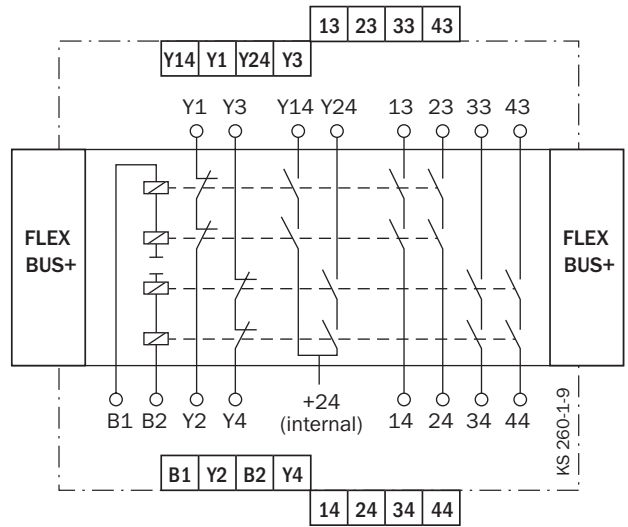 13 23 33 43
Y14 Y1 Y24 Y3
Y1 Y3 Y14 Y24 13 23 33 43
FLEX
BUS+
FLEX
BUS+
B1 B2 Y2 Y4 +24 14 24 34 44
(internal)
KS 260-1-9
B1 Y2 B2 Y4
14 24 34 44